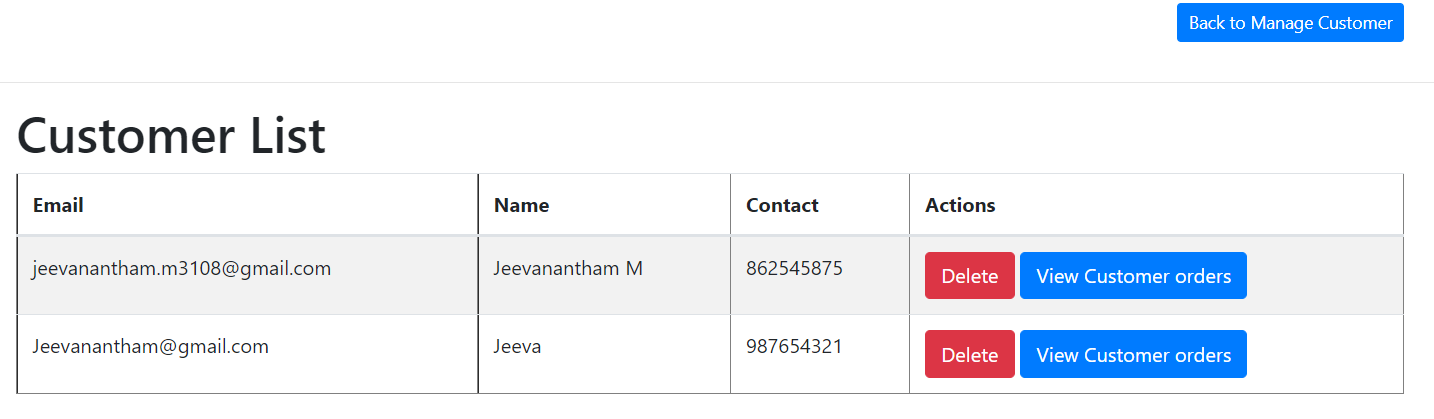 Back to Manage Customer
Customer List
Email Name Contact Actions
jeevanantham.m3108@gmail.com Jeevanantham M 862545875 Delete View Customer orders
Jeevanantham@gmail.com Jeeva 987654321 Delete View Customer orders